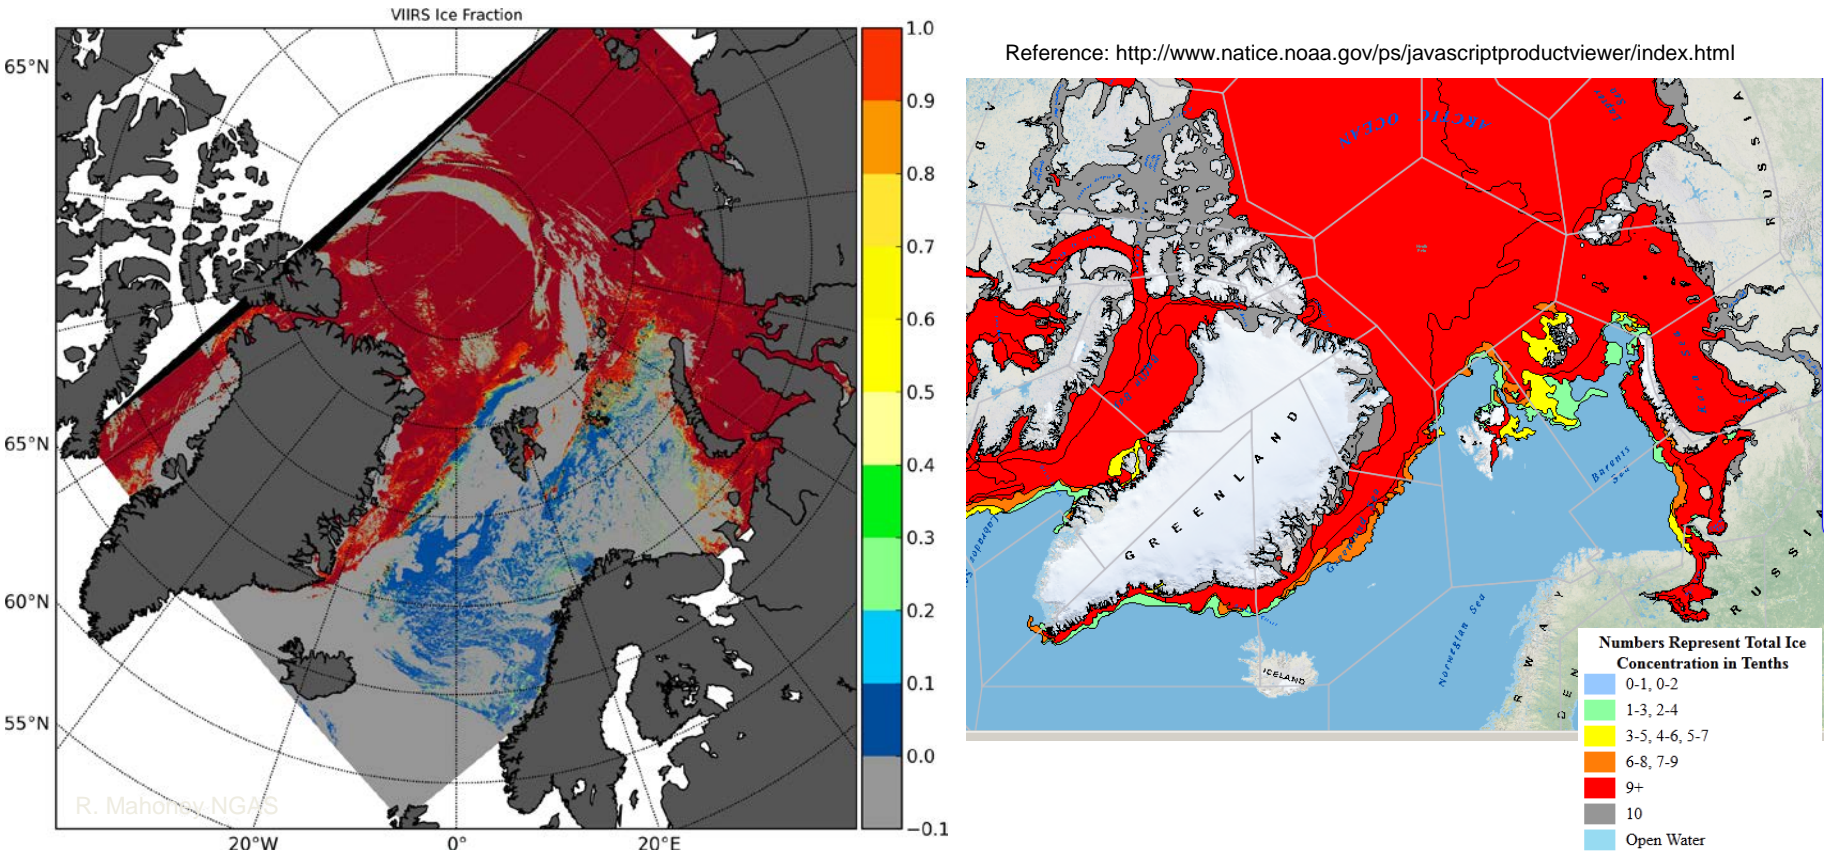 VIIRS Ice Fraction
65°N
65°N
60°N
55°N
20°W
0°
20°E
1.0
0.9
0.8
0.7
0.6
0.5
0.4
0.3
0.2
0.1
0.0
−0.1
R. Mahoney NGAS
Reference: http://www.natice.noaa.gov/ps/javascriptproductviewer/index.html
ARCTIC OCEAN
RUSSIA
Kara Sea
Barents Sea
GREENLAND
Norwegian Sea
ICELAND
RUSSIA
Numbers Represent Total Ice
Concentration in Tenths
0-1, 0-2
1-3, 2-4
3-5, 4-6, 5-7
6-8, 7-9
9+
10
Open Water